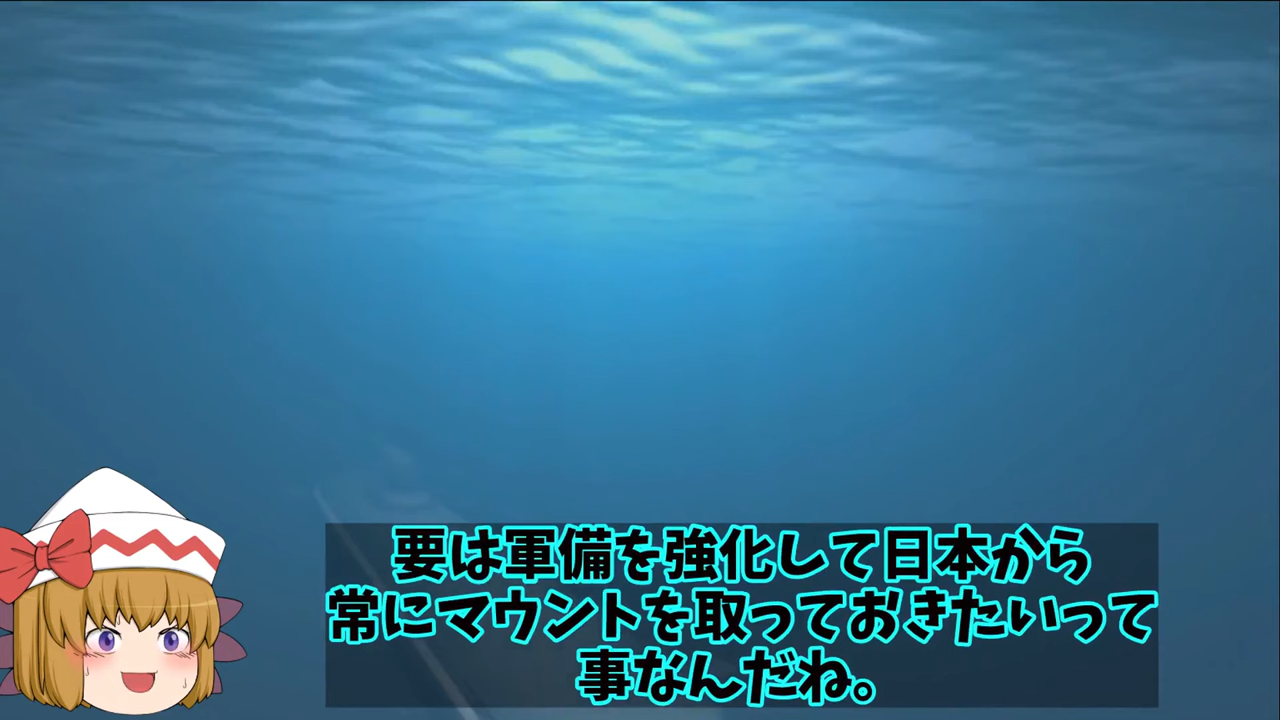 要は軍備を強化して日本から
常にマウントを取っておきたいって
事なんだね。